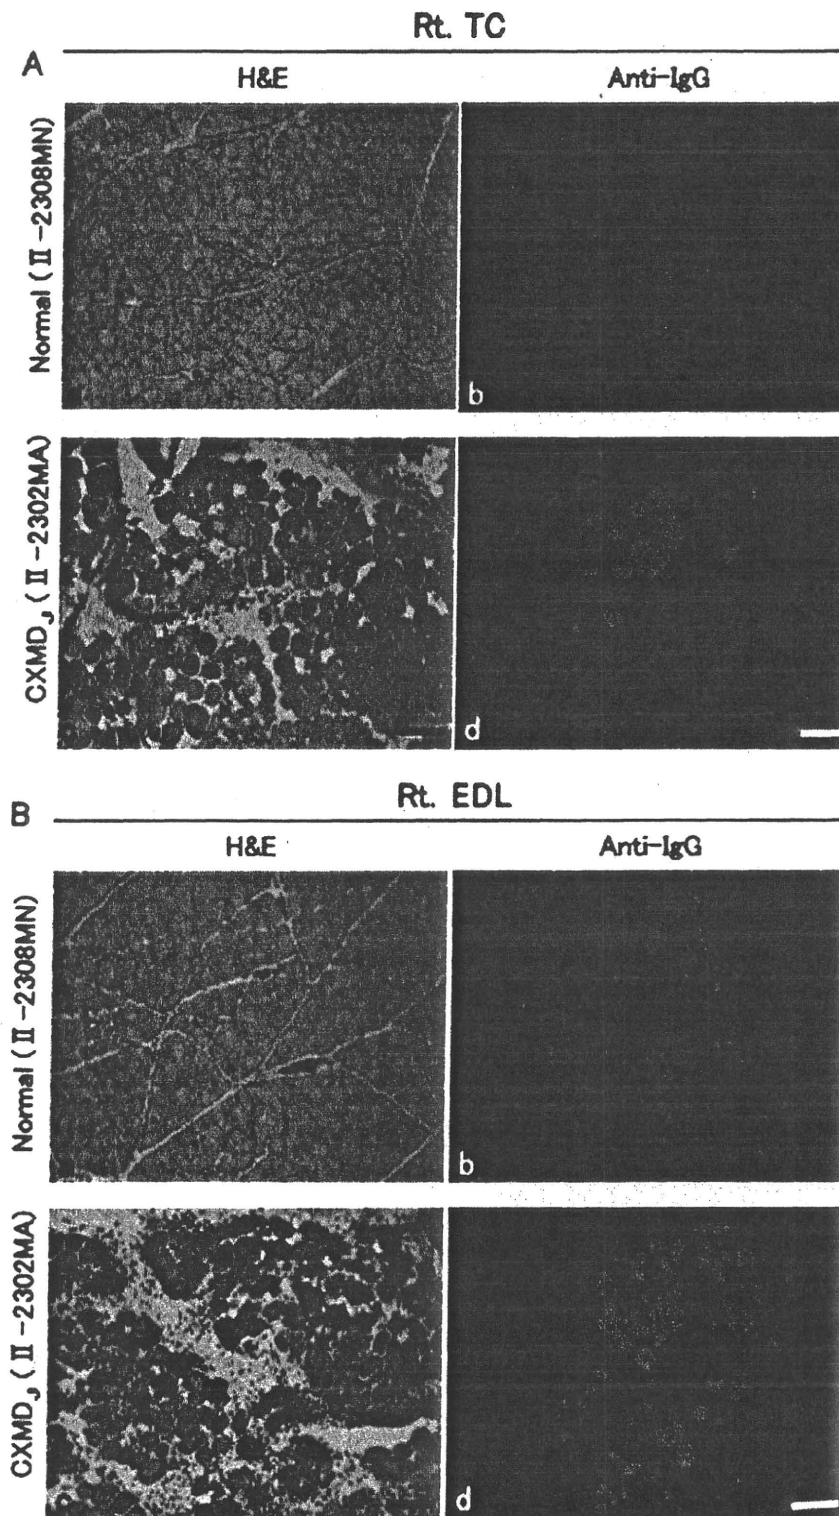 Rt. TC
A
H&E
Anti-IgG
Normal (Ⅱ-2308MN)
b
CXMDJ (Ⅱ-2302MA)
d
Rt. EDL
B
H&E
Anti-IgG
Normal (Ⅱ-2308MN)
b
CXMDJ (Ⅱ-2302MA)
d